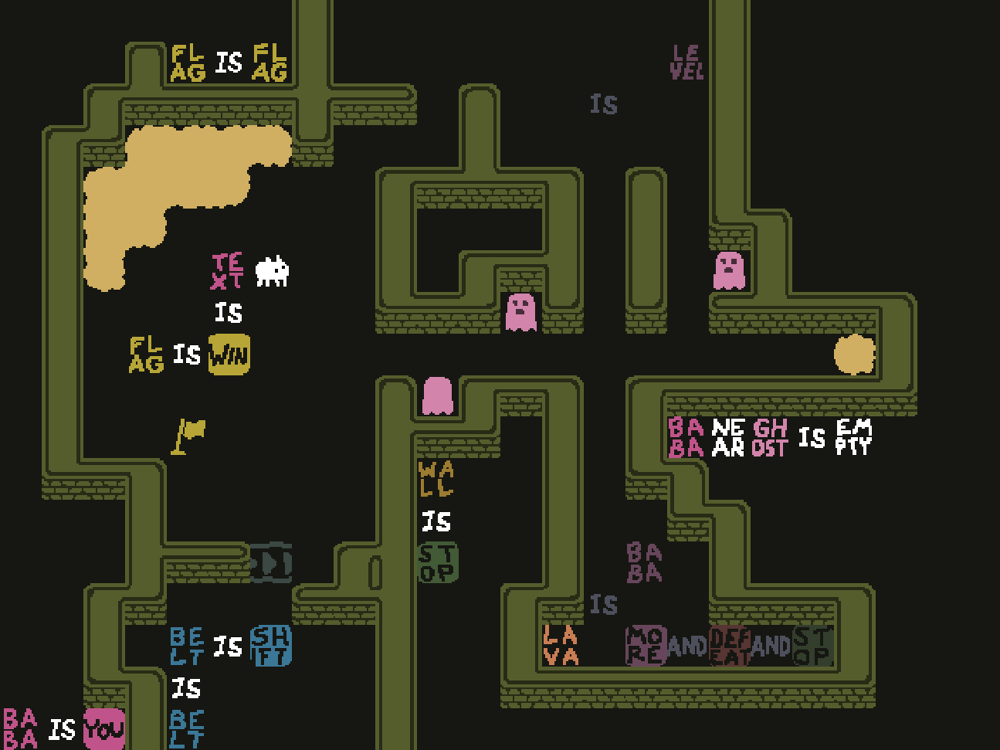 FLAG IS FLAG
LEVEL
IS
TEXT
IS
FLAG IS WIN
BABA NEAR GHOST IS EMPTY
WALL
IS
STOP
BABA
IS
LAVA MORE AND DEFEAT AND STOP
BELT IS SHIFT
IS
BABA IS YOU
BELT